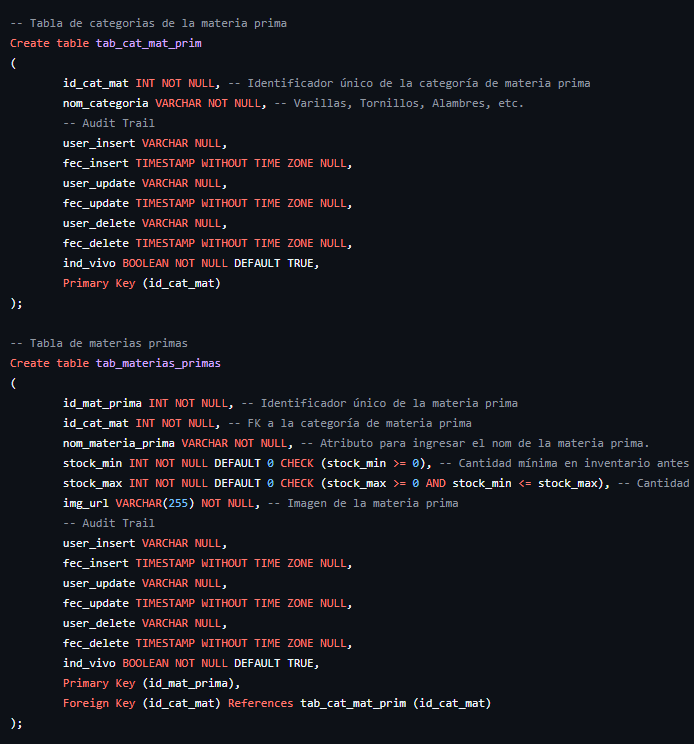 -- Tabla de categorias de la materia prima
Create table tab_cat_mat_prim
(
id_cat_mat INT NOT NULL, -- Identificador único de la categoría de materia prima
nom_categoria VARCHAR NOT NULL, -- Varillas, Tornillos, Alambres, etc.
-- Audit Trail
user_insert VARCHAR NULL,
fec_insert TIMESTAMP WITHOUT TIME ZONE NULL,
user_update VARCHAR NULL,
fec_update TIMESTAMP WITHOUT TIME ZONE NULL,
user_delete VARCHAR NULL,
fec_delete TIMESTAMP WITHOUT TIME ZONE NULL,
ind_vivo BOOLEAN NOT NULL DEFAULT TRUE,
Primary Key (id_cat_mat)
);
-- Tabla de materias primas
Create table tab_materias_primas
(
id_mat_prima INT NOT NULL, -- Identificador único de la materia prima
id_cat_mat INT NOT NULL, -- FK a la categoría de materia prima
nom_materia_prima VARCHAR NOT NULL, -- Atributo para ingresar el nom de la materia prima.
stock_min INT NOT NULL DEFAULT 0 CHECK (stock_min >= 0), -- Cantidad mínima en inventario antes
stock_max INT NOT NULL DEFAULT 0 CHECK (stock_max >= 0 AND stock_min <= stock_max), -- Cantidad
img_url VARCHAR(255) NOT NULL, -- Imagen de la materia prima
-- Audit Trail
user_insert VARCHAR NULL,
fec_insert TIMESTAMP WITHOUT TIME ZONE NULL,
user_update VARCHAR NULL,
fec_update TIMESTAMP WITHOUT TIME ZONE NULL,
user_delete VARCHAR NULL,
fec_delete TIMESTAMP WITHOUT TIME ZONE NULL,
ind_vivo BOOLEAN NOT NULL DEFAULT TRUE,
Primary Key (id_mat_prima),
Foreign Key (id_cat_mat) References tab_cat_mat_prim (id_cat_mat)
);